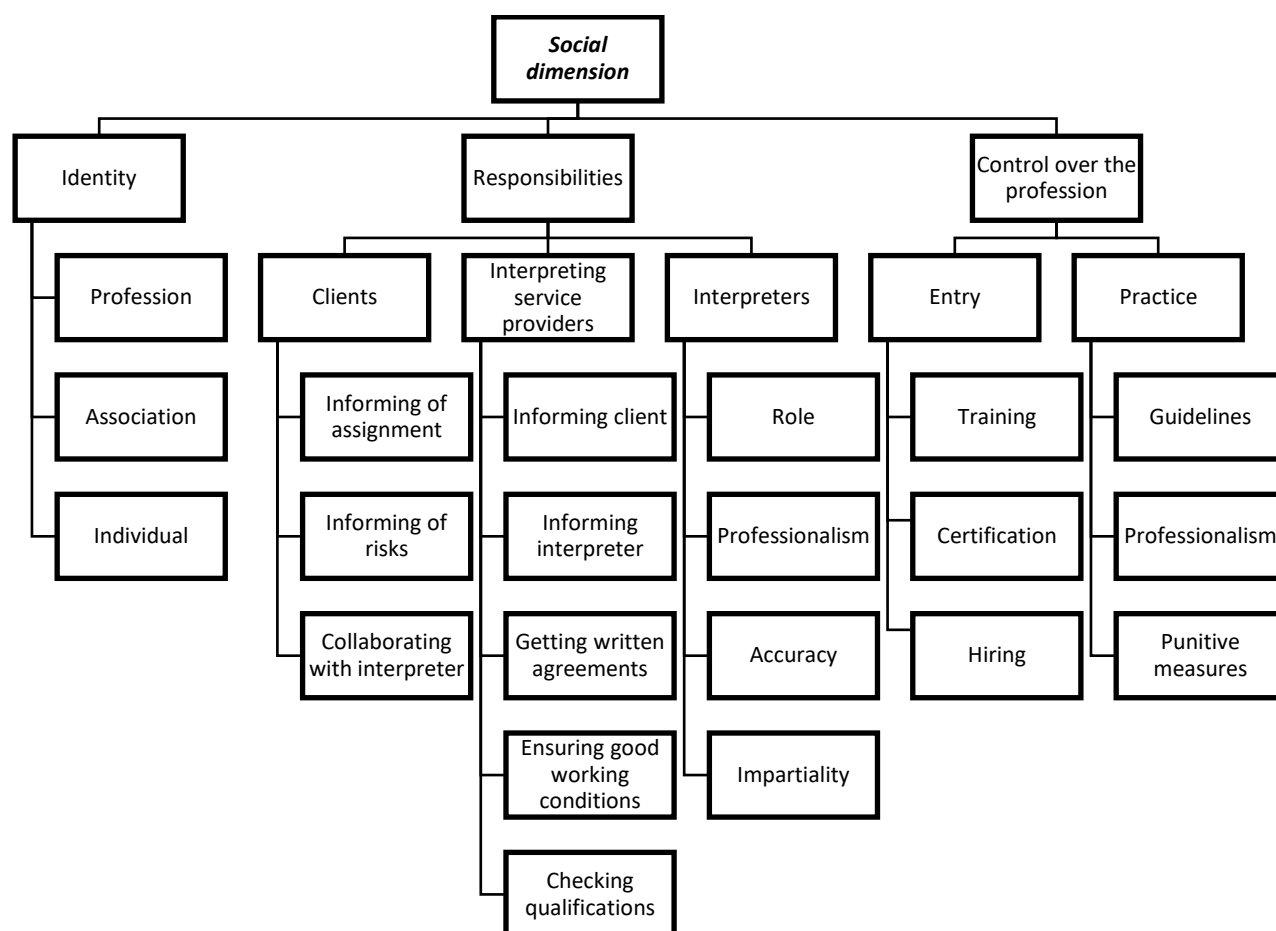 Social
dimension
Identity
Responsibilities
Control over the
profession
Profession
Association
Individual
Clients
Informing of
assignment
Informing of
risks
Collaborating
with interpreter
Interpreting
service
providers
Informing client
Informing
interpreter
Getting written
agreements
Ensuring good
working
conditions
Checking
qualifications
Interpreters
Role
Professionalism
Accuracy
Impartiality
Entry
Training
Certification
Hiring
Practice
Guidelines
Professionalism
Punitive
measures